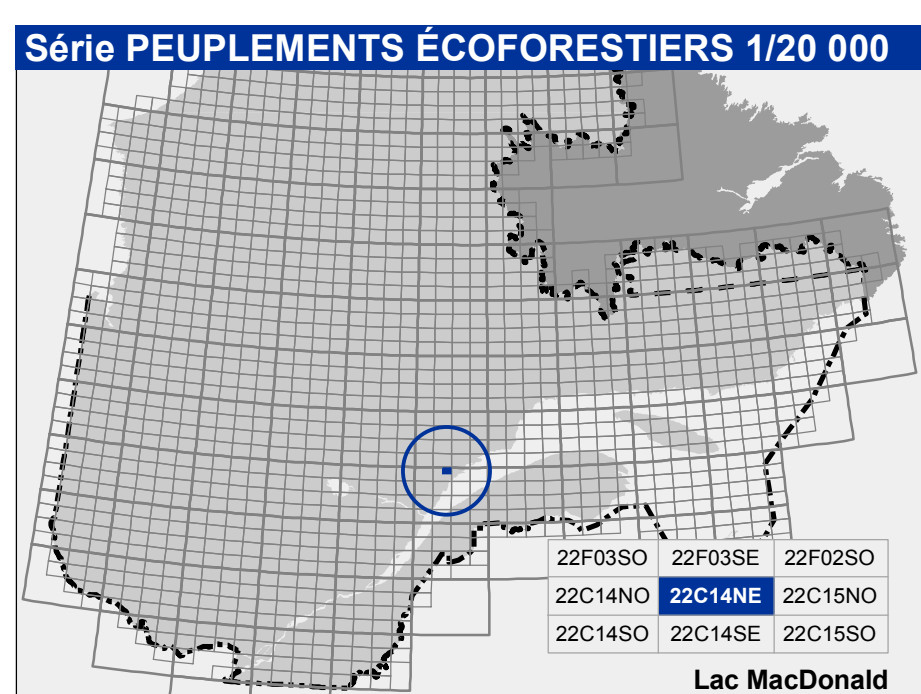 Série PEUPLEMENTS ÉCOFORESTIERS 1/20 000
22F03SO 22F03SE 22F02SO
22C14NO 22C14NE 22C15NO
22C14SO 22C14SE 22C15SO
Lac MacDonald